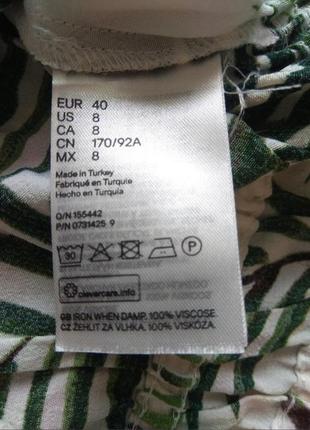 EUR 40
US 8
CA 8
CN 170/92A
MX 8
Made in Turkey
Fabriqué en Turquie
Hecho en Turquía
O/N 155442
P/N 0731425 9
30
P
clevercare.info
GB IRON WHEN DAMP. 100% VISCOSE.
CZ ŽEHLIT ZA VLHKA. 100% VISKÓZA.